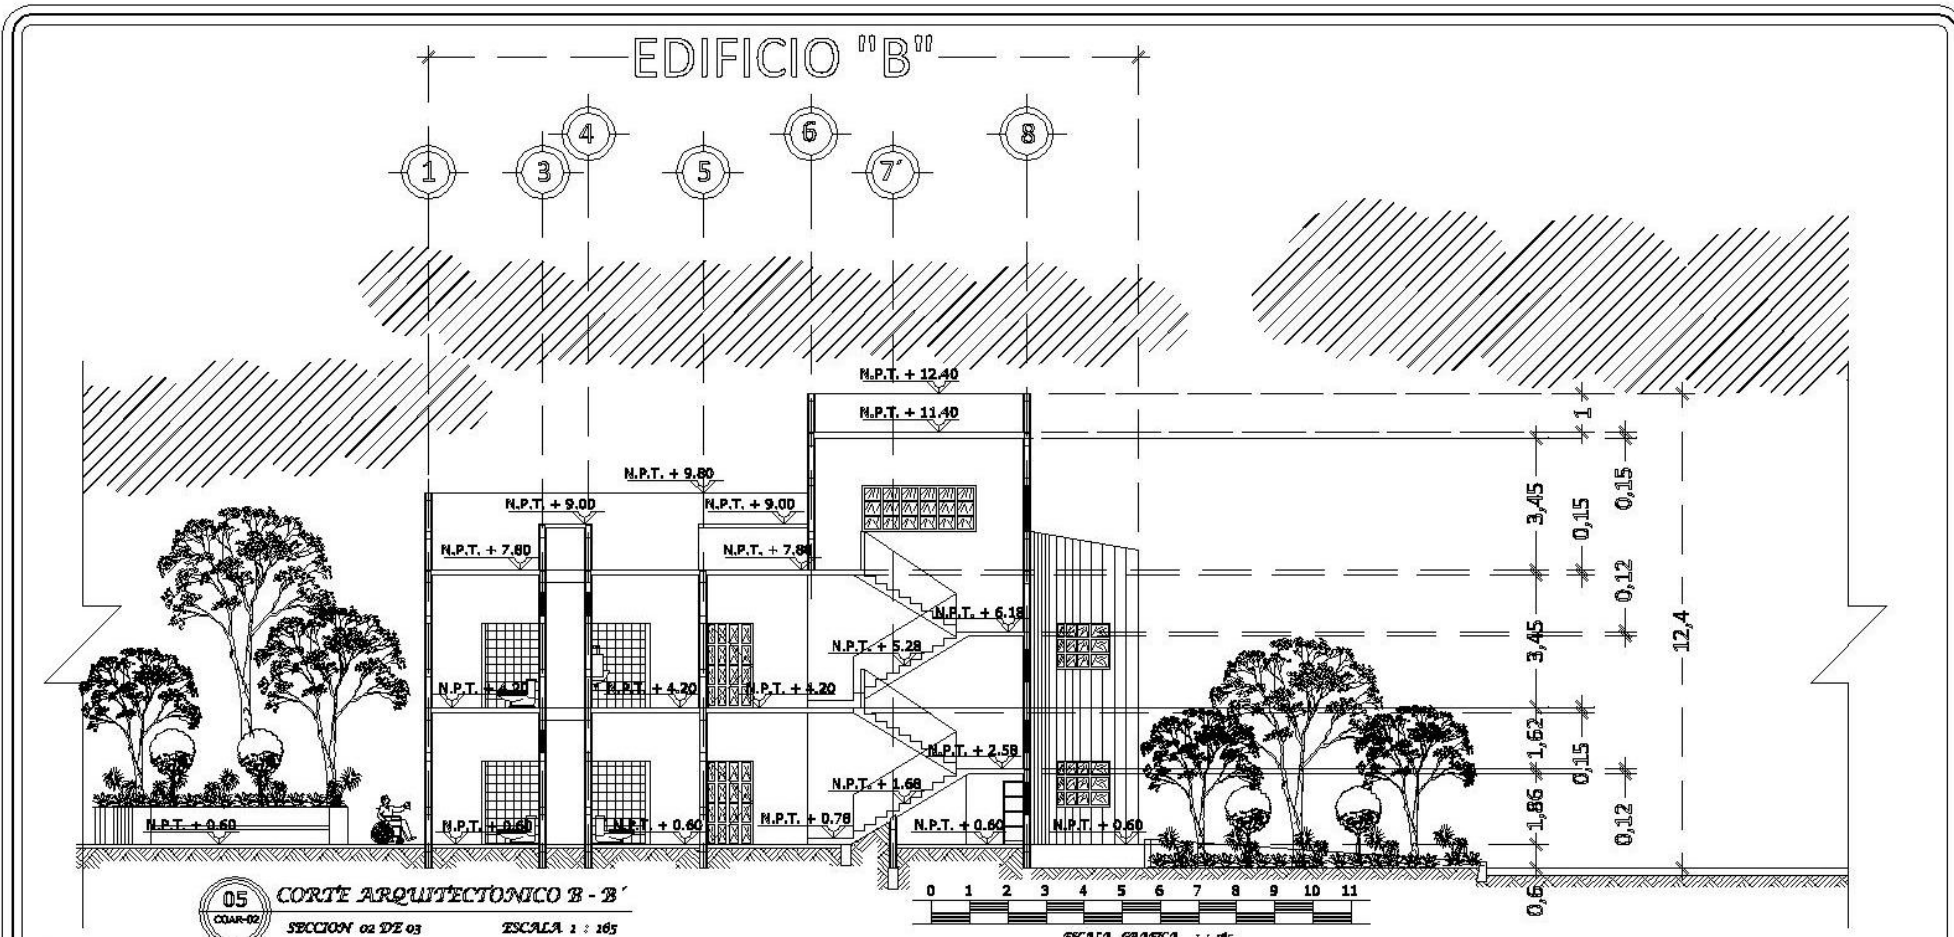 EDIFICIO "B"
4 6 8
1 3 5 7'
N.P.T. + 12.40
1
N.P.T. + 11.40
N.P.T. + 9.80
0,15
N.P.T. + 9.00
N.P.T. + 9.00
3,45
0,15
N.P.T. + 7.80
N.P.T. + 7.8
0,12
N.P.T. + 6.18
12,4
3,45
N.P.T. + 5.28
N.P.T. + 4.20
N.P.T. + 4.20
N.P.T. + 4.20
1,62
N.P.T. + 2.58
0,15
N.P.T. + 1.68
1,86
0,12
N.P.T. + 0.60
N.P.T. + 0.60
N.P.T. + 0.60
N.P.T. + 0.78
N.P.T. + 0.60
N.P.T. + 0.60
0,6
0 1 2 3 4 5 6 7 8 9 10 11
05
COAR-02
CORTE ARQUITECTONICO B - B'
SECCION 02 DE 03 ESCALA 1 : 165
ESCALA GRAFICA